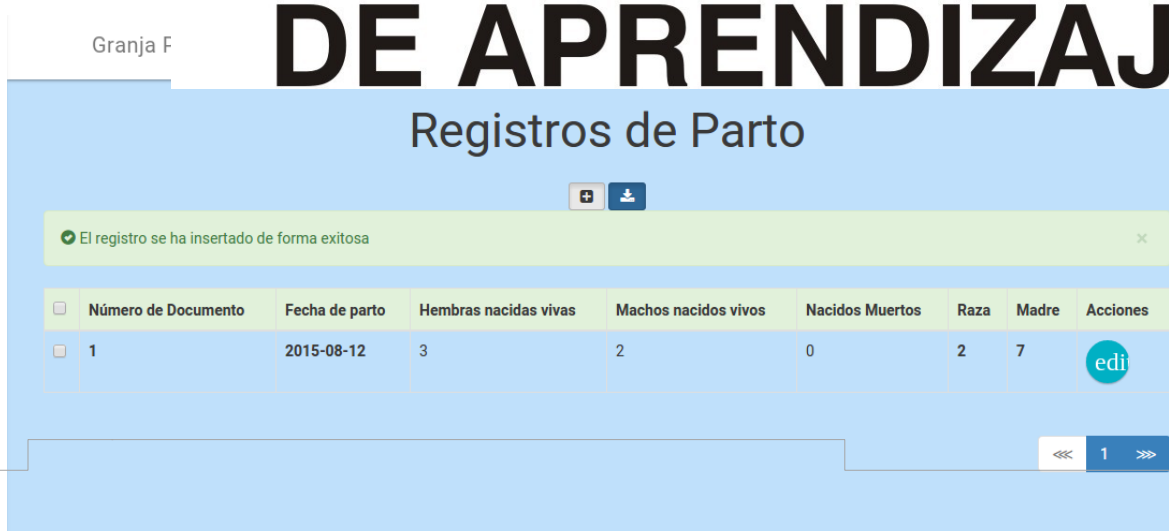 Granja P
DE APRENDIZAJ
Registros de Parto
El registro se ha insertado de forma exitosa ×
Número de Documento Fecha de parto Hembras nacidas vivas Machos nacidos vivos Nacidos Muertos Raza Madre Acciones
1 2015-08-12 3 2 0 2 7 edi
⋘ 1 ⋙